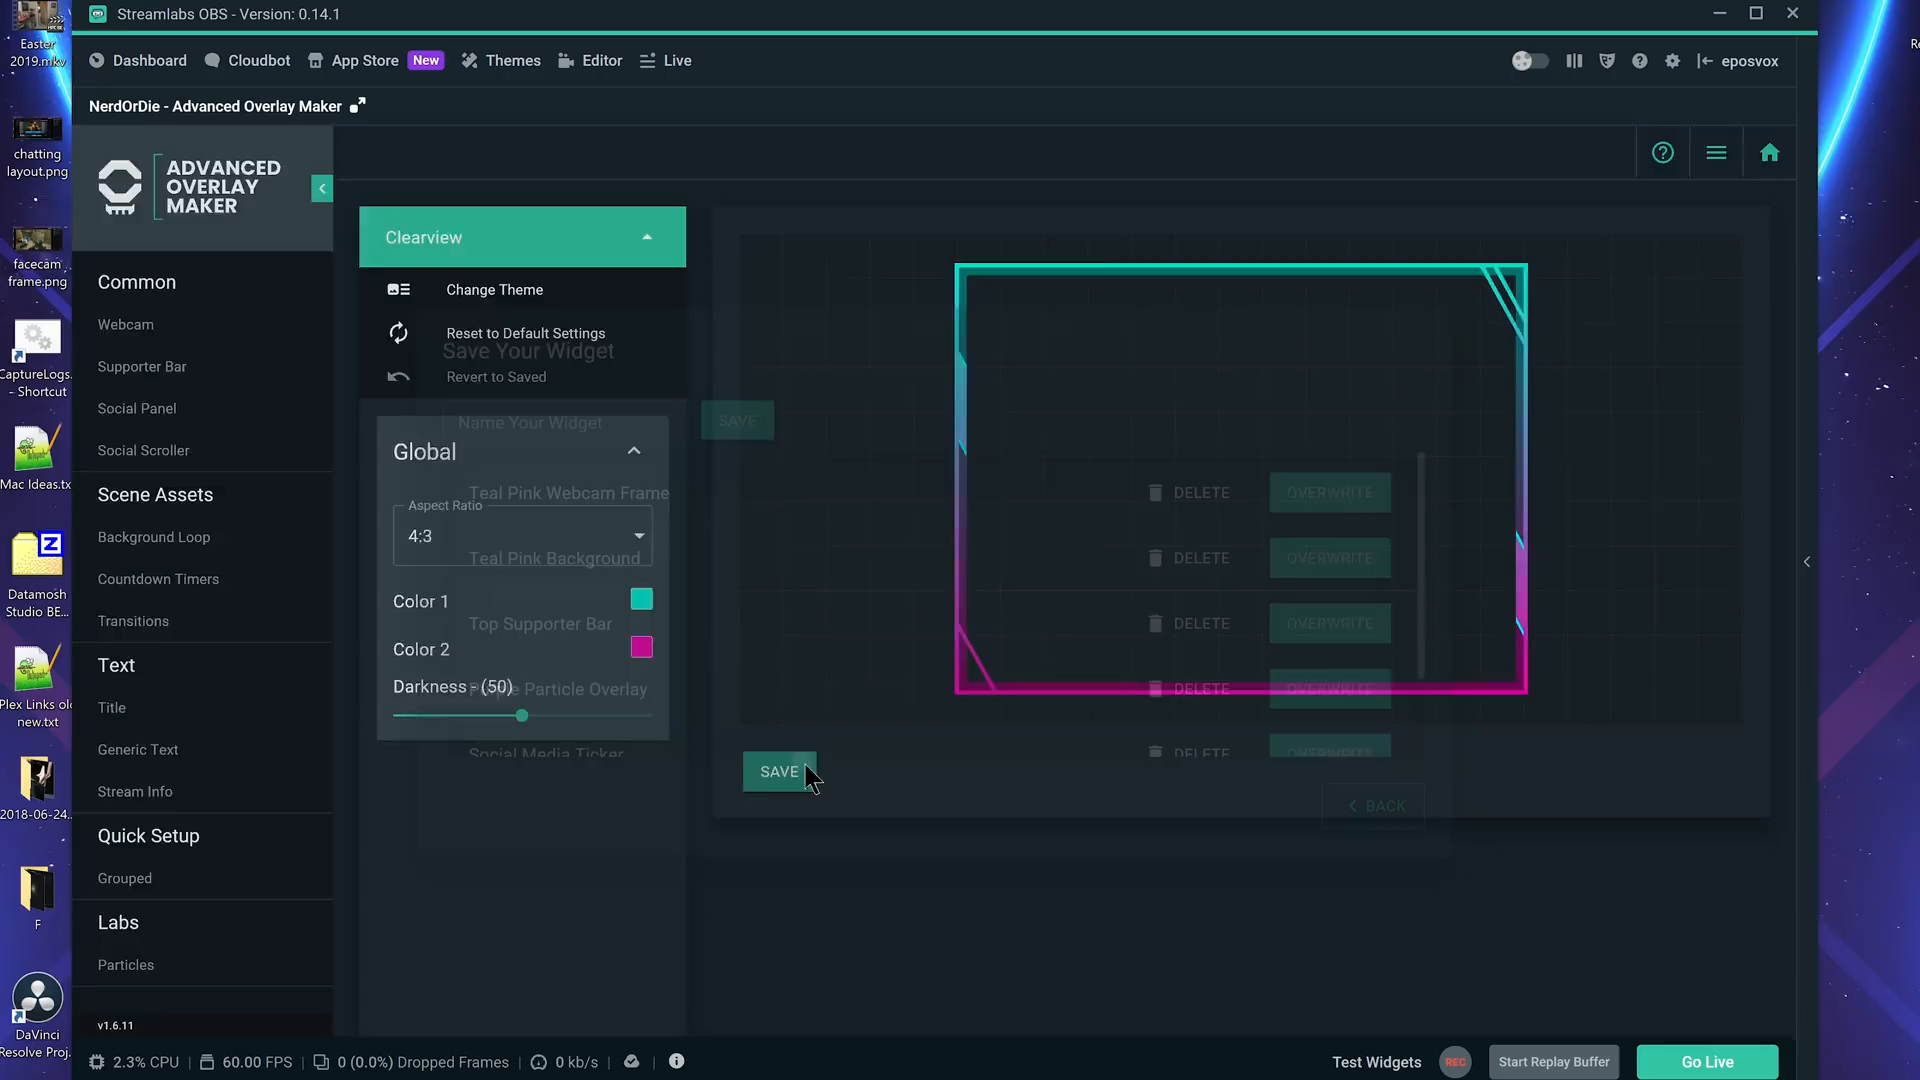 Streamlabs OBS - Version: 0.14.1
Dashboard
Cloudbot
App Store New
Themes
Editor
Live
eposvox
NerdOrDie - Advanced Overlay Maker
ADVANCED
OVERLAY
MAKER
Common
Webcam
Supporter Bar
Social Panel
Social Scroller
Scene Assets
Background Loop
Countdown Timers
Transitions
Text
Title
Generic Text
Stream Info
Quick Setup
Grouped
Labs
Particles
v1.6.11
Clearview
Change Theme
Reset to Default Settings
Save Your Widget
Revert to Saved
Name Your Widget
SAVE
Global
Teal Pink Webcam Frame
DELETE OVERWRITE
Aspect Ratio
4:3
Teal Pink Background
DELETE OVERWRITE
Color 1
Top Supporter Bar
DELETE OVERWRITE
Color 2
Darkness - (50)
Purple Particle Overlay
DELETE OVERWRITE
Social Media Ticker
DELETE OVERWRITE
SAVE
BACK
2.3% CPU
60.00 FPS
0 (0.0%) Dropped Frames
0 kb/s
Test Widgets
REC
Start Replay Buffer
Go Live
Easter
2019.mkv
chatting
layout.png
facecam
frame.png
CaptureLogs.
- Shortcut
Mac Ideas.tx
Datamosh
Studio BE...
Plex Links old
new.txt
2018-06-24...
F
DaVinci
Resolve Proj.